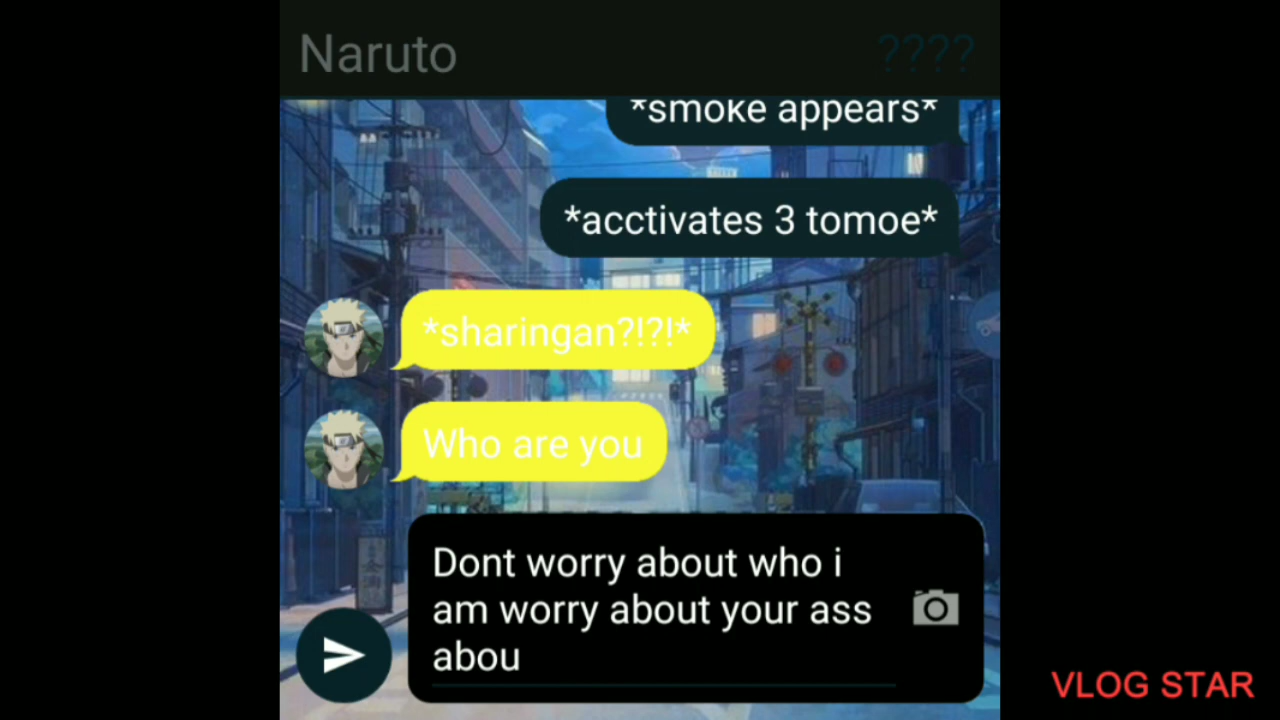 Naruto
????
*smoke appears*
*acctivates 3 tomoe*
*sharingan?!?!*
Who are you
Dont worry about who i
am worry about your ass
abou
VLOG STAR